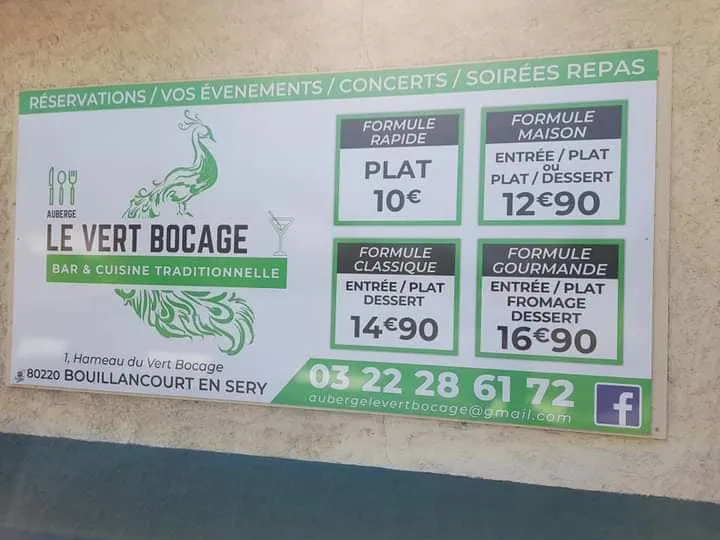 RÉSERVATIONS / VOS ÉVENEMENTS / CONCERTS / SOIRÉES REPAS
AUBERGE
LE VERT BOCAGE
BAR & CUISINE TRADITIONNELLE
1, Hameau du Vert Bocage
80220 BOUILLANCOURT EN SERY
FORMULE
RAPIDE
PLAT
10€
FORMULE
MAISON
ENTRÉE / PLAT
ou
PLAT / DESSERT
12€90
FORMULE
CLASSIQUE
ENTRÉE / PLAT
DESSERT
14€90
FORMULE
GOURMANDE
ENTRÉE / PLAT
FROMAGE
DESSERT
16€90
03 22 28 61 72
aubergelevertbocage@gmail.com
f